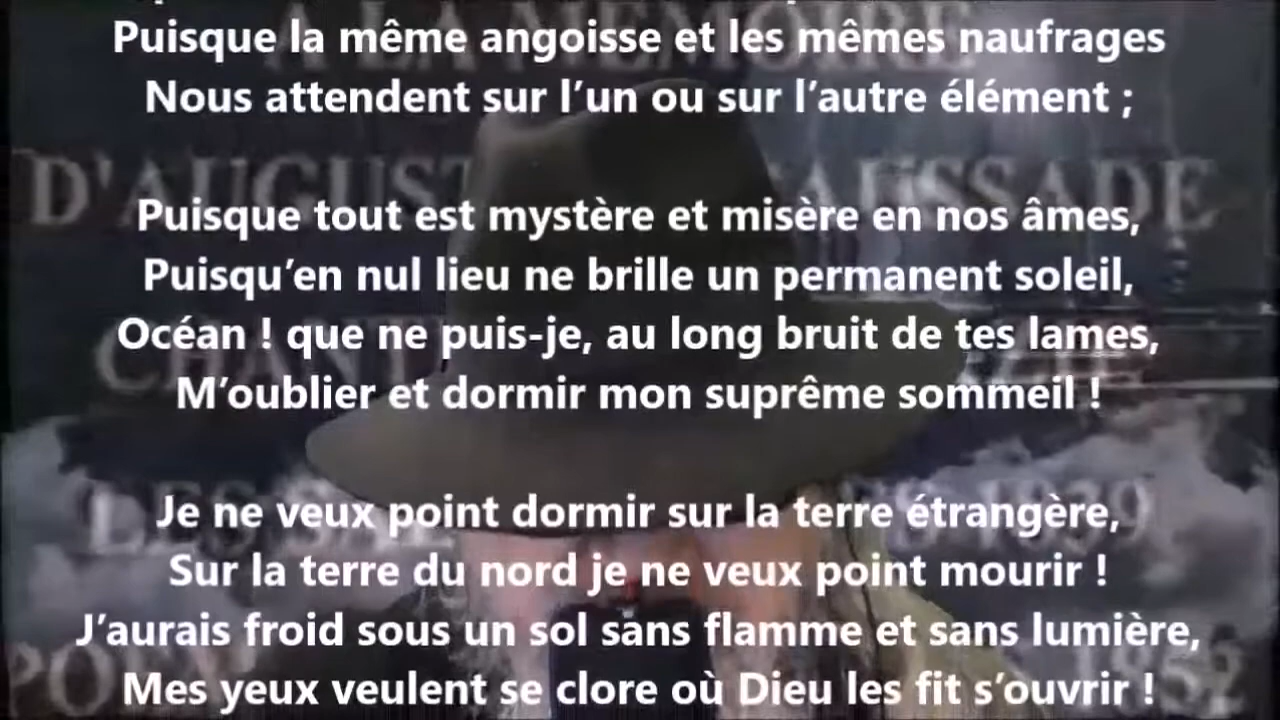 Puisque la même angoisse et les mêmes naufrages
Nous attendent sur l’un ou sur l’autre élément ;
Puisque tout est mystère et misère en nos âmes,
Puisqu’en nul lieu ne brille un permanent soleil,
Océan ! que ne puis-je, au long bruit de tes lames,
M’oublier et dormir mon suprême sommeil !
Je ne veux point dormir sur la terre étrangère,
Sur la terre du nord je ne veux point mourir !
J’aurais froid sous un sol sans flamme et sans lumière,
Mes yeux veulent se clore où Dieu les fit s’ouvrir !
A LA MEMOIRE